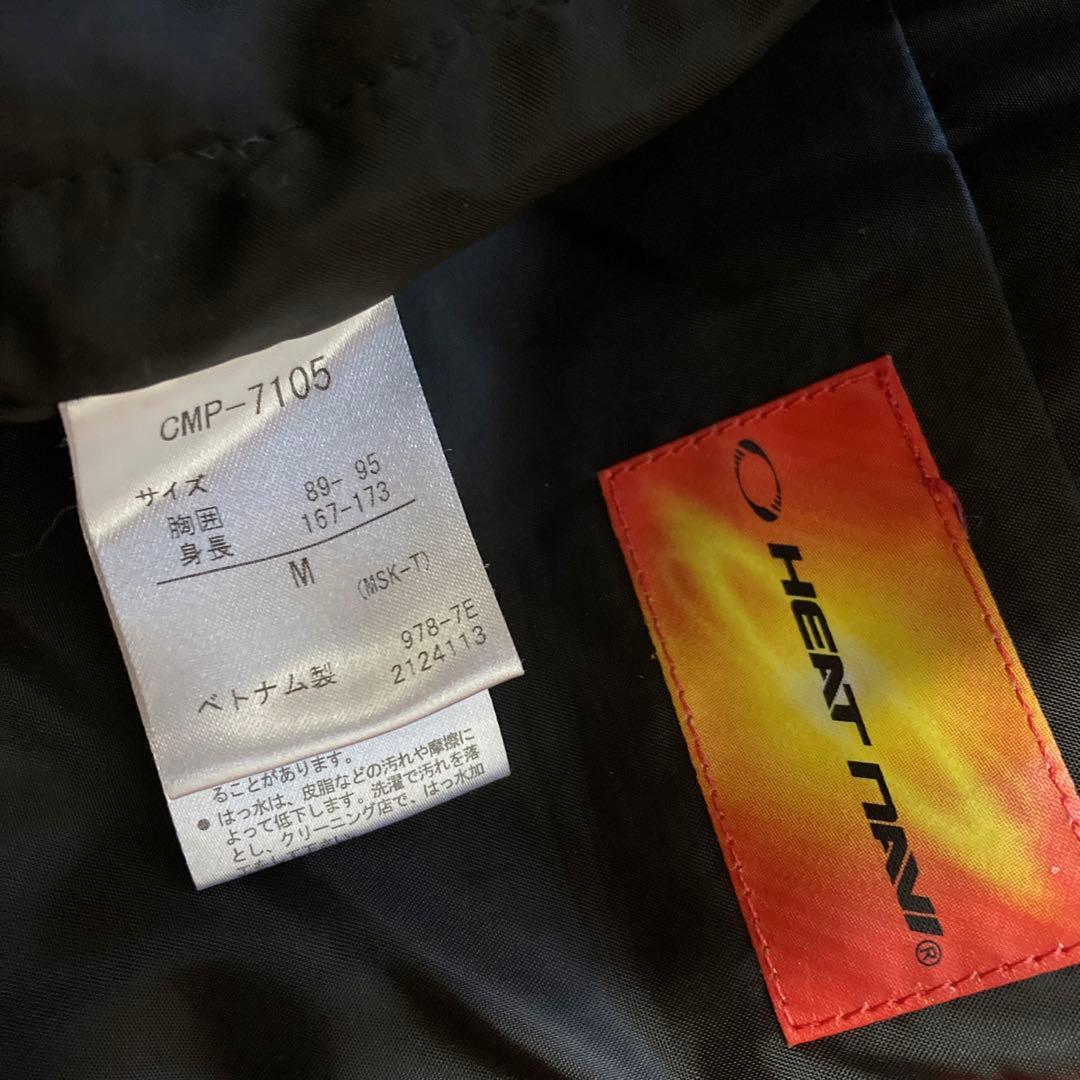 CMP-7105
サイズ
胸囲 89- 95
身長 167-173
M
(MSK-T)
978-7E
ベトナム製 2124113
ることがあります。
● はっ水は、皮脂などの汚れや摩擦に
よって低下します。洗濯で汚れを落
とし、クリーニング店で、はっ水加
HEAT NAVI®